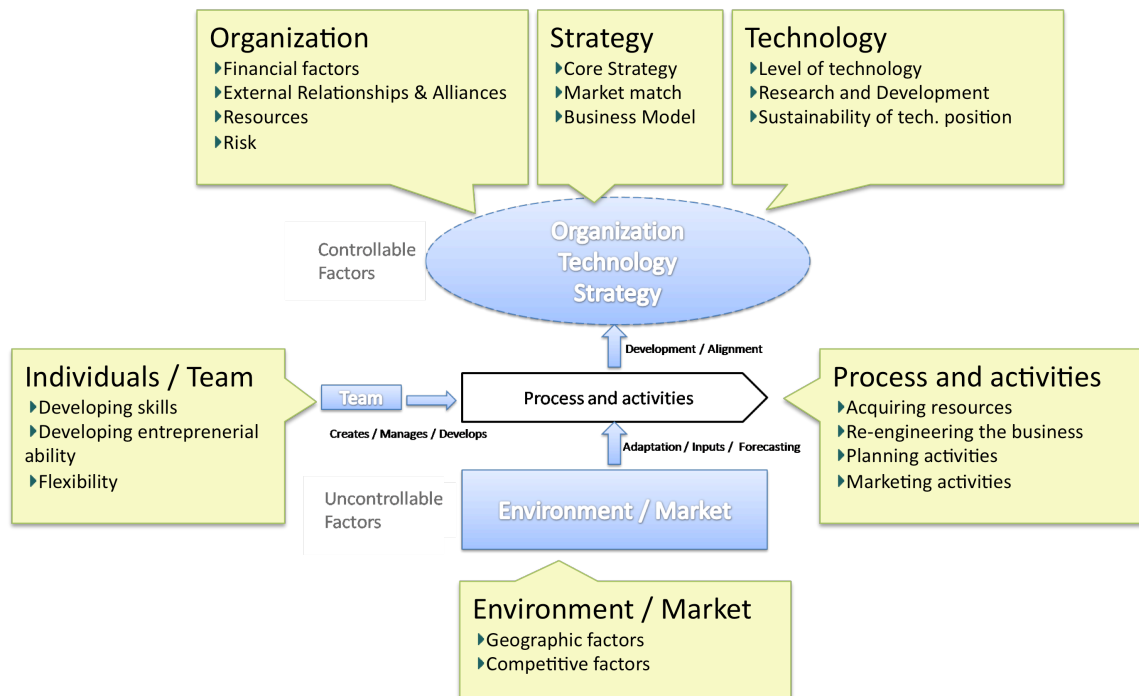 Organization
Financial factors
External Relationships & Alliances
Resources
Risk
Strategy
Core Strategy
Market match
Business Model
Technology
Level of technology
Research and Development
Sustainability of tech. position
Controllable
Factors
Organization
Technology
Strategy
Development / Alignment
Individuals / Team
Developing skills
Developing entreprenerial
ability
Flexibility
Team
Creates / Manages / Develops
Process and activities
Adaptation / Inputs / Forecasting
Process and activities
Acquiring resources
Re-engineering the business
Planning activities
Marketing activities
Uncontrollable
Factors
Environment / Market
Environment / Market
Geographic factors
Competitive factors